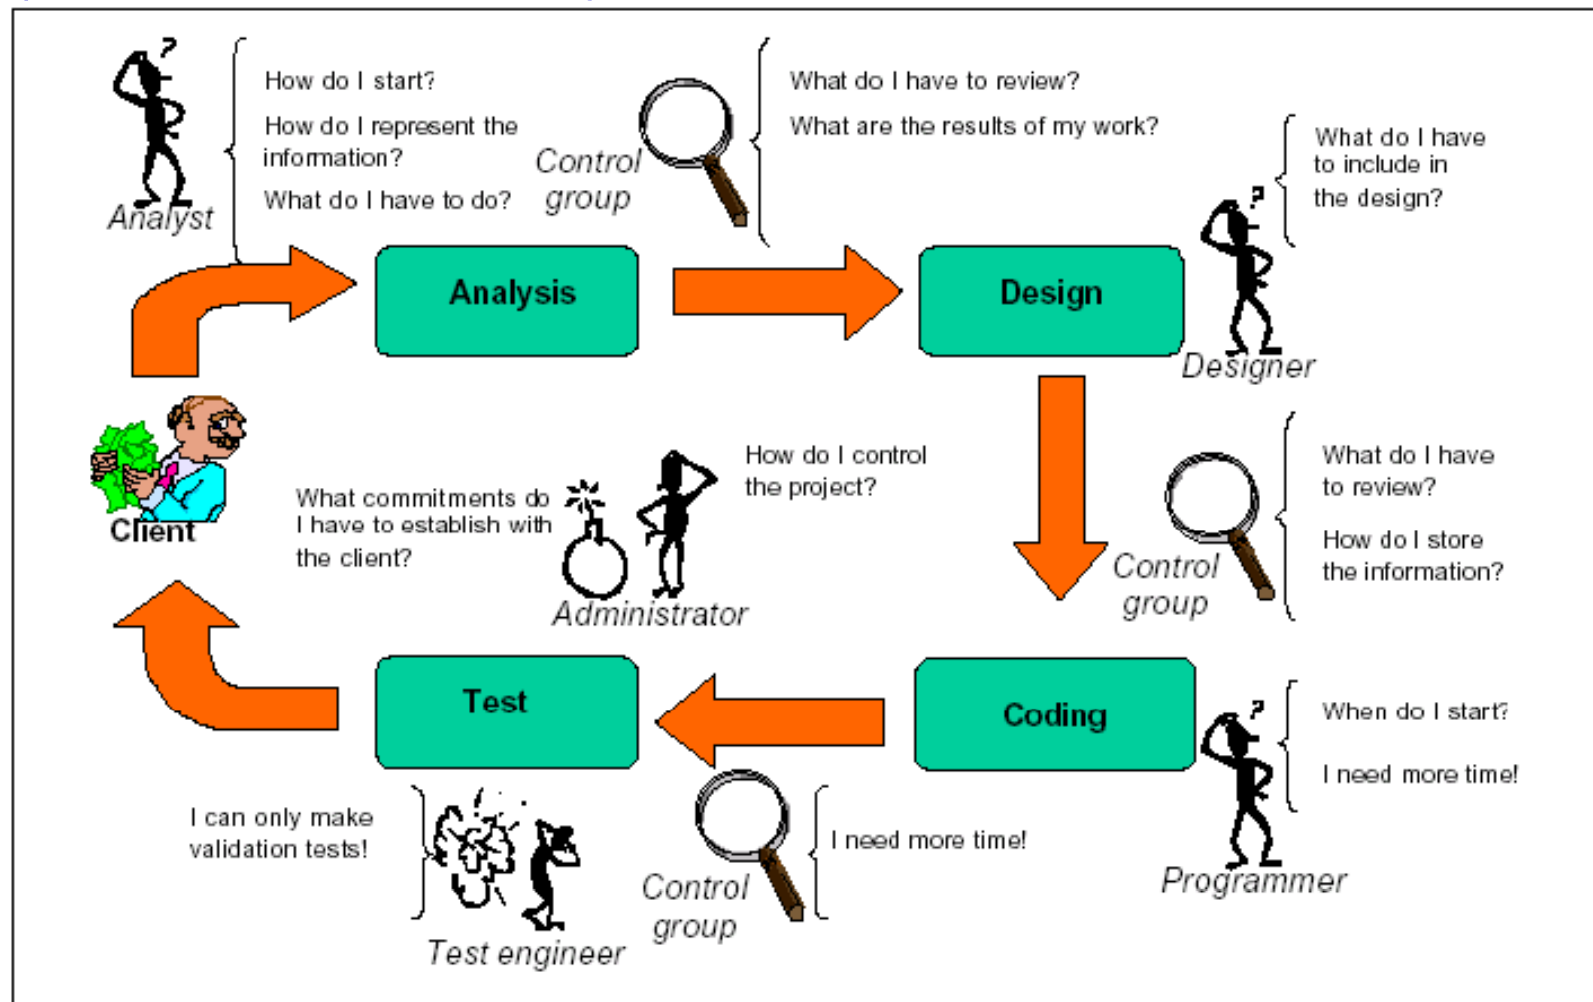 ?
How do I start?
How do I represent the
information?
What do I have to do?
Analyst
Control
group
What do I have to review?
What are the results of my work?
What do I have
to include in
the design?
?
Designer
Analysis
Design
Client
What commitments do
I have to establish with
the client?
How do I control
the project?
Administrator
Control
group
What do I have
to review?
How do I store
the information?
Test
Coding
?
When do I start?
I need more time!
Programmer
I can only make
validation tests!
Test engineer
Control
group
I need more time!